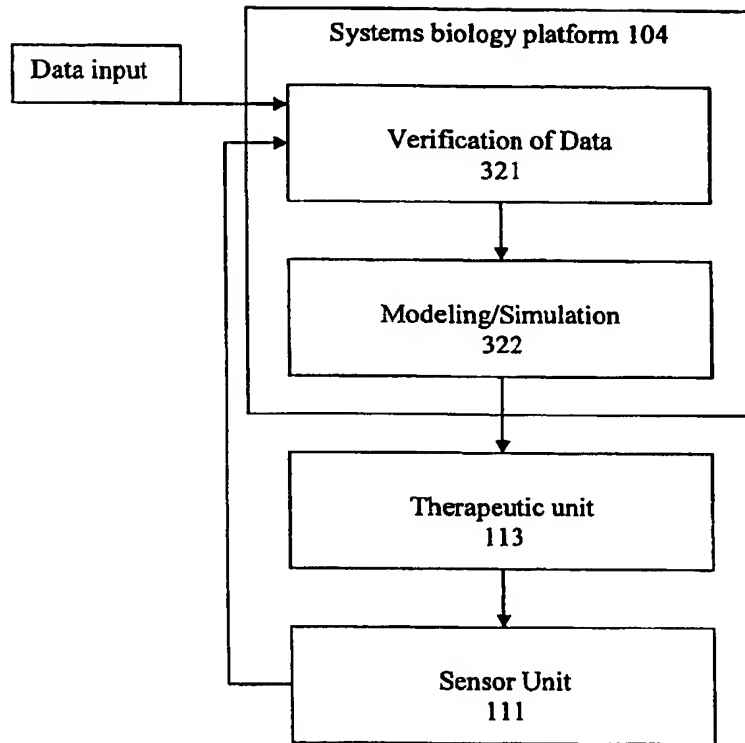 Systems biology platform 104
Data input
Verification of Data
321
Modeling/Simulation
322
Therapeutic unit
113
Sensor Unit
111